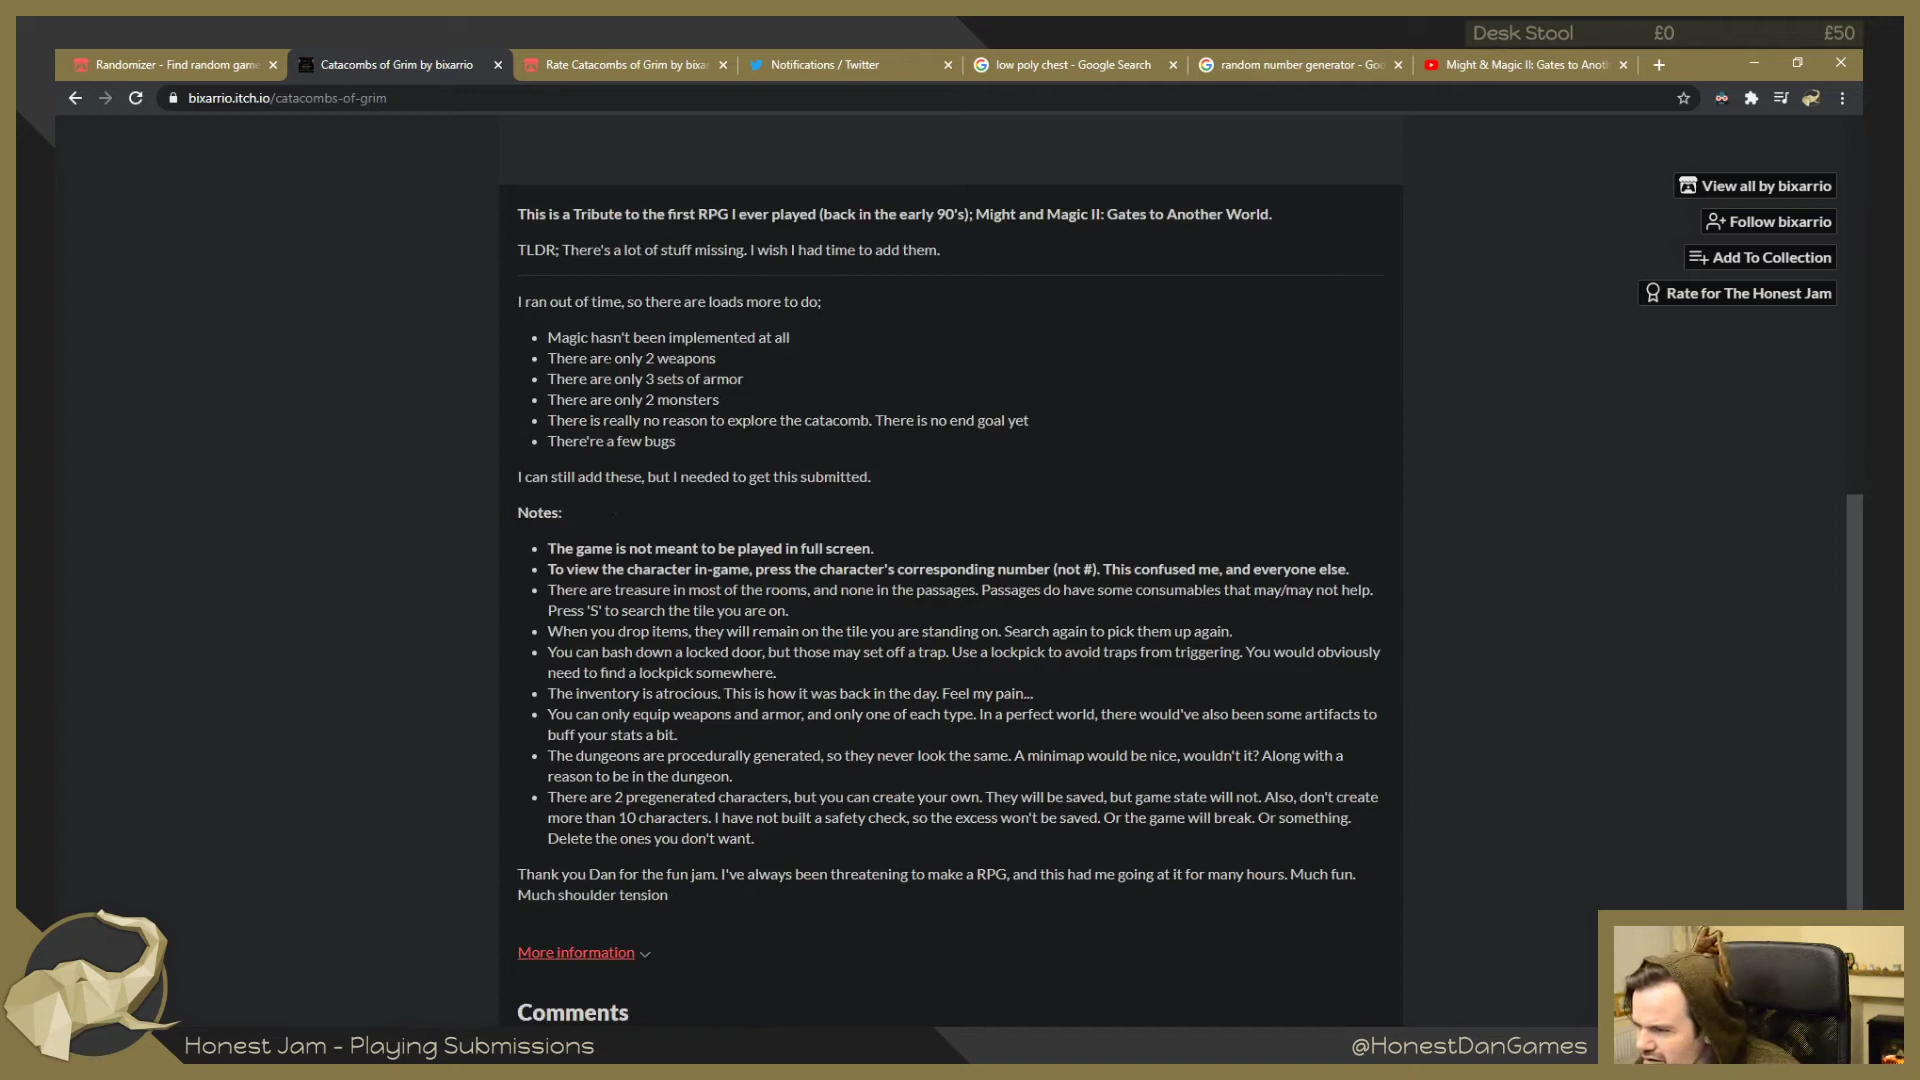 Desk Stool £0 £50
Randomizer - Find random game
Catacombs of Grim by bixarrio
Rate Catacombs of Grim by bixar
Notifications / Twitter
low poly chest - Google Search
random number generator - Goo
Might & Magic II: Gates to Anoth
bixarrio.itch.io/catacombs-of-grim
View all by bixarrio
Follow bixarrio
Add To Collection
Rate for The Honest Jam
This is a Tribute to the first RPG I ever played (back in the early 90's); Might and Magic II: Gates to Another World.
TLDR; There's a lot of stuff missing. I wish I had time to add them.
I ran out of time, so there are loads more to do;
Magic hasn't been implemented at all
There are only 2 weapons
There are only 3 sets of armor
There are only 2 monsters
There is really no reason to explore the catacomb. There is no end goal yet
There're a few bugs
I can still add these, but I needed to get this submitted.
Notes:
The game is not meant to be played in full screen.
To view the character in-game, press the character's corresponding number (not #). This confused me, and everyone else.
There are treasure in most of the rooms, and none in the passages. Passages do have some consumables that may/may not help.
Press 'S' to search the tile you are on.
When you drop items, they will remain on the tile you are standing on. Search again to pick them up again.
You can bash down a locked door, but those may set off a trap. Use a lockpick to avoid traps from triggering. You would obviously
need to find a lockpick somewhere.
The inventory is atrocious. This is how it was back in the day. Feel my pain...
You can only equip weapons and armor, and only one of each type. In a perfect world, there would've also been some artifacts to
buff your stats a bit.
The dungeons are procedurally generated, so they never look the same. A minimap would be nice, wouldn't it? Along with a
reason to be in the dungeon.
There are 2 pregenerated characters, but you can create your own. They will be saved, but game state will not. Also, don't create
more than 10 characters. I have not built a safety check, so the excess won't be saved. Or the game will break. Or something.
Delete the ones you don't want.
Thank you Dan for the fun jam. I've always been threatening to make a RPG, and this had me going at it for many hours. Much fun.
Much shoulder tension
More information
Comments
Honest Jam - Playing Submissions
@HonestDanGames